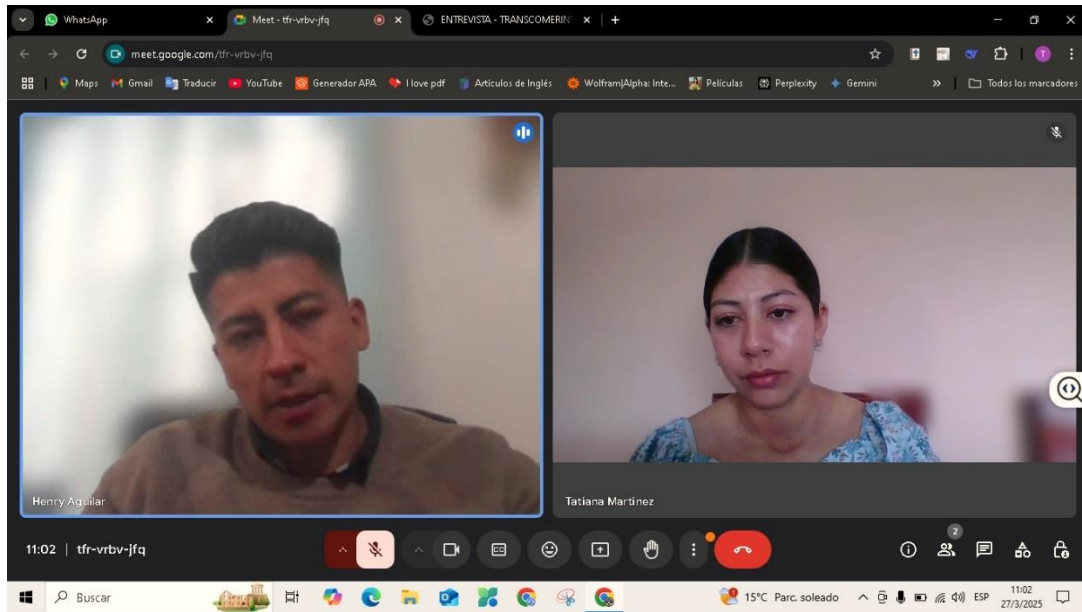 WhatsApp
Meet - tfr-vrbv-jfq
ENTREVISTA - TRANSCOMERIN
meet.google.com/tfr-vrbv-jfq
Maps
Gmail
Traducir
YouTube
Generador APA
I love pdf
Artículos de Inglés
Wolfram|Alpha: Inte...
Películas
Perplexity
Gemini
Todos los marcadores
Henry Aguilar
Tatiana Martinez
11:02 | tfr-vrbv-jfq
2
Buscar
15°C Parc. soleado
ESP
11:02
27/3/2025